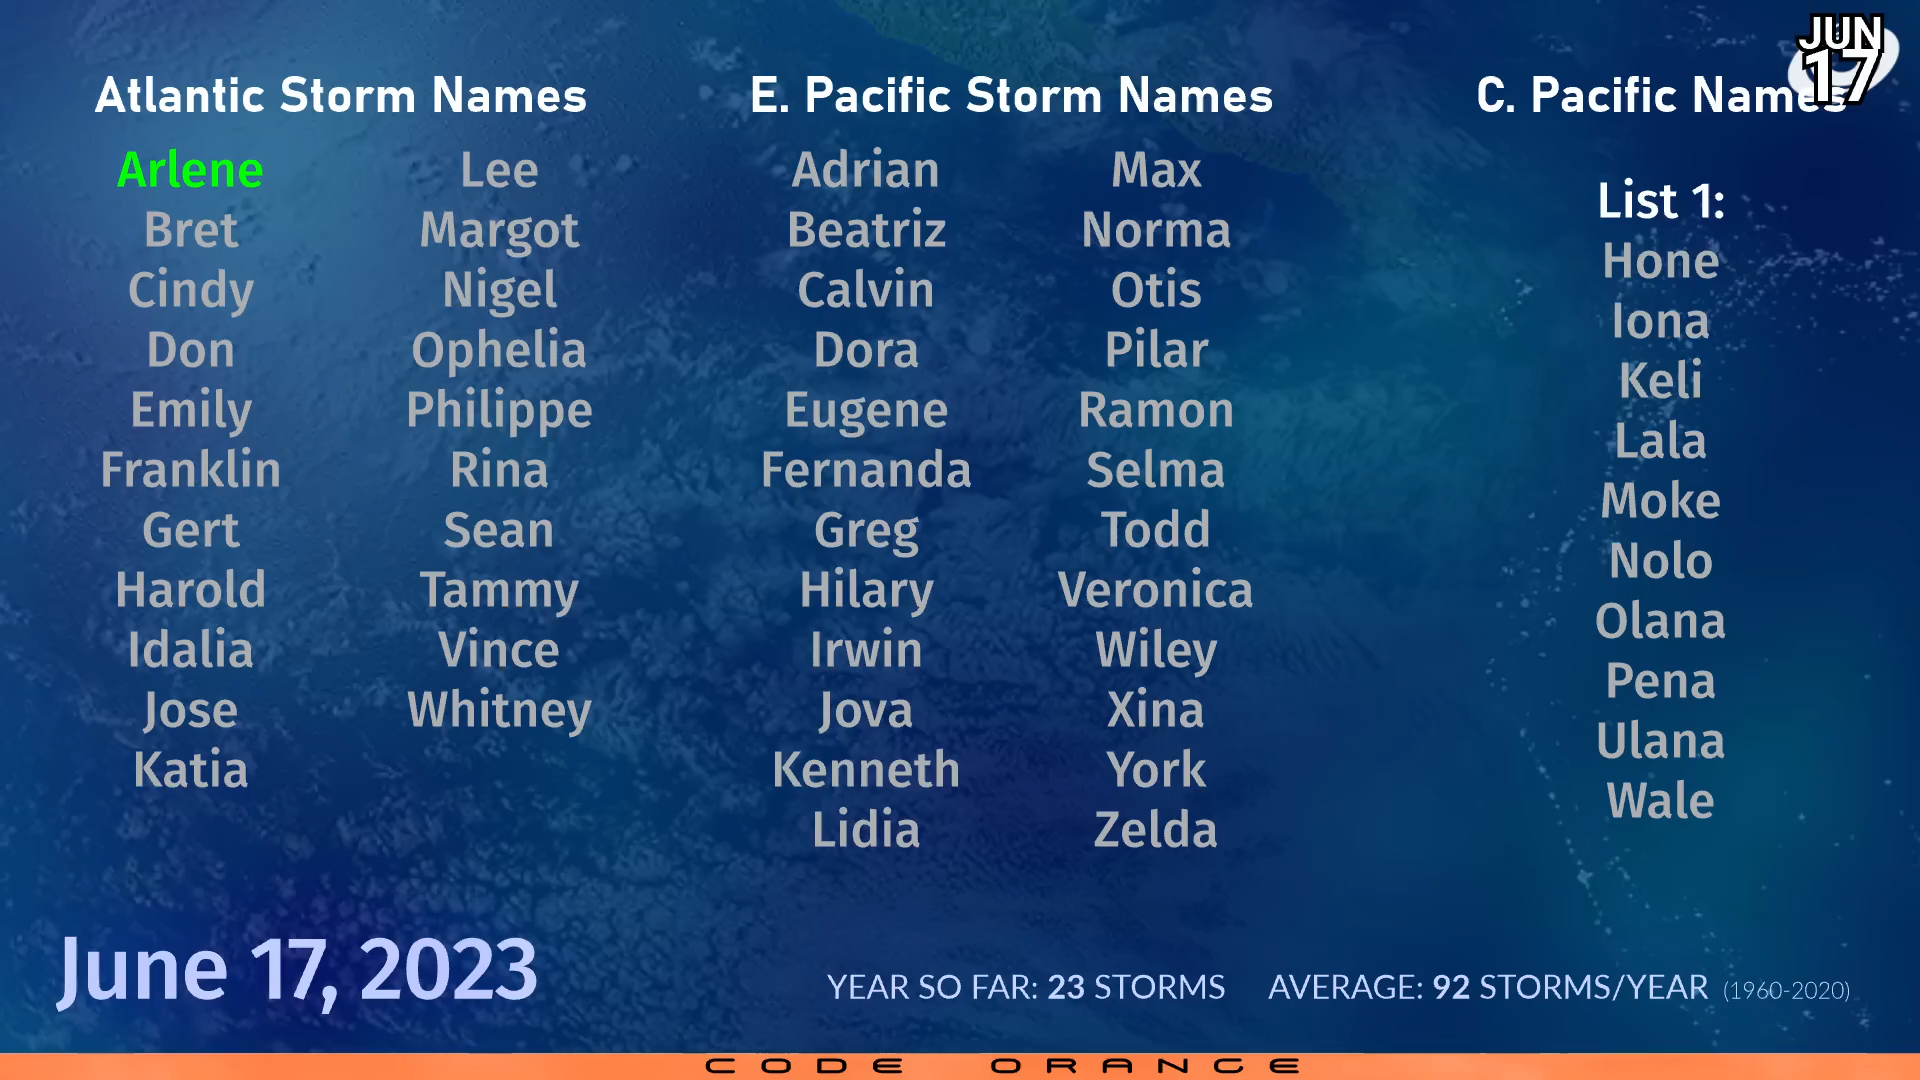 JUN
17
Atlantic Storm Names
Arlene
Bret
Cindy
Don
Emily
Franklin
Gert
Harold
Idalia
Jose
Katia
Lee
Margot
Nigel
Ophelia
Philippe
Rina
Sean
Tammy
Vince
Whitney
E. Pacific Storm Names
Adrian
Beatriz
Calvin
Dora
Eugene
Fernanda
Greg
Hilary
Irwin
Jova
Kenneth
Lidia
Max
Norma
Otis
Pilar
Ramon
Selma
Todd
Veronica
Wiley
Xina
York
Zelda
C. Pacific Names
List 1:
Hone
Iona
Keli
Lala
Moke
Nolo
Olana
Pena
Ulana
Wale
June 17, 2023
YEAR SO FAR: 23 STORMS
AVERAGE: 92 STORMS/YEAR (1960-2020)
CODE ORANGE